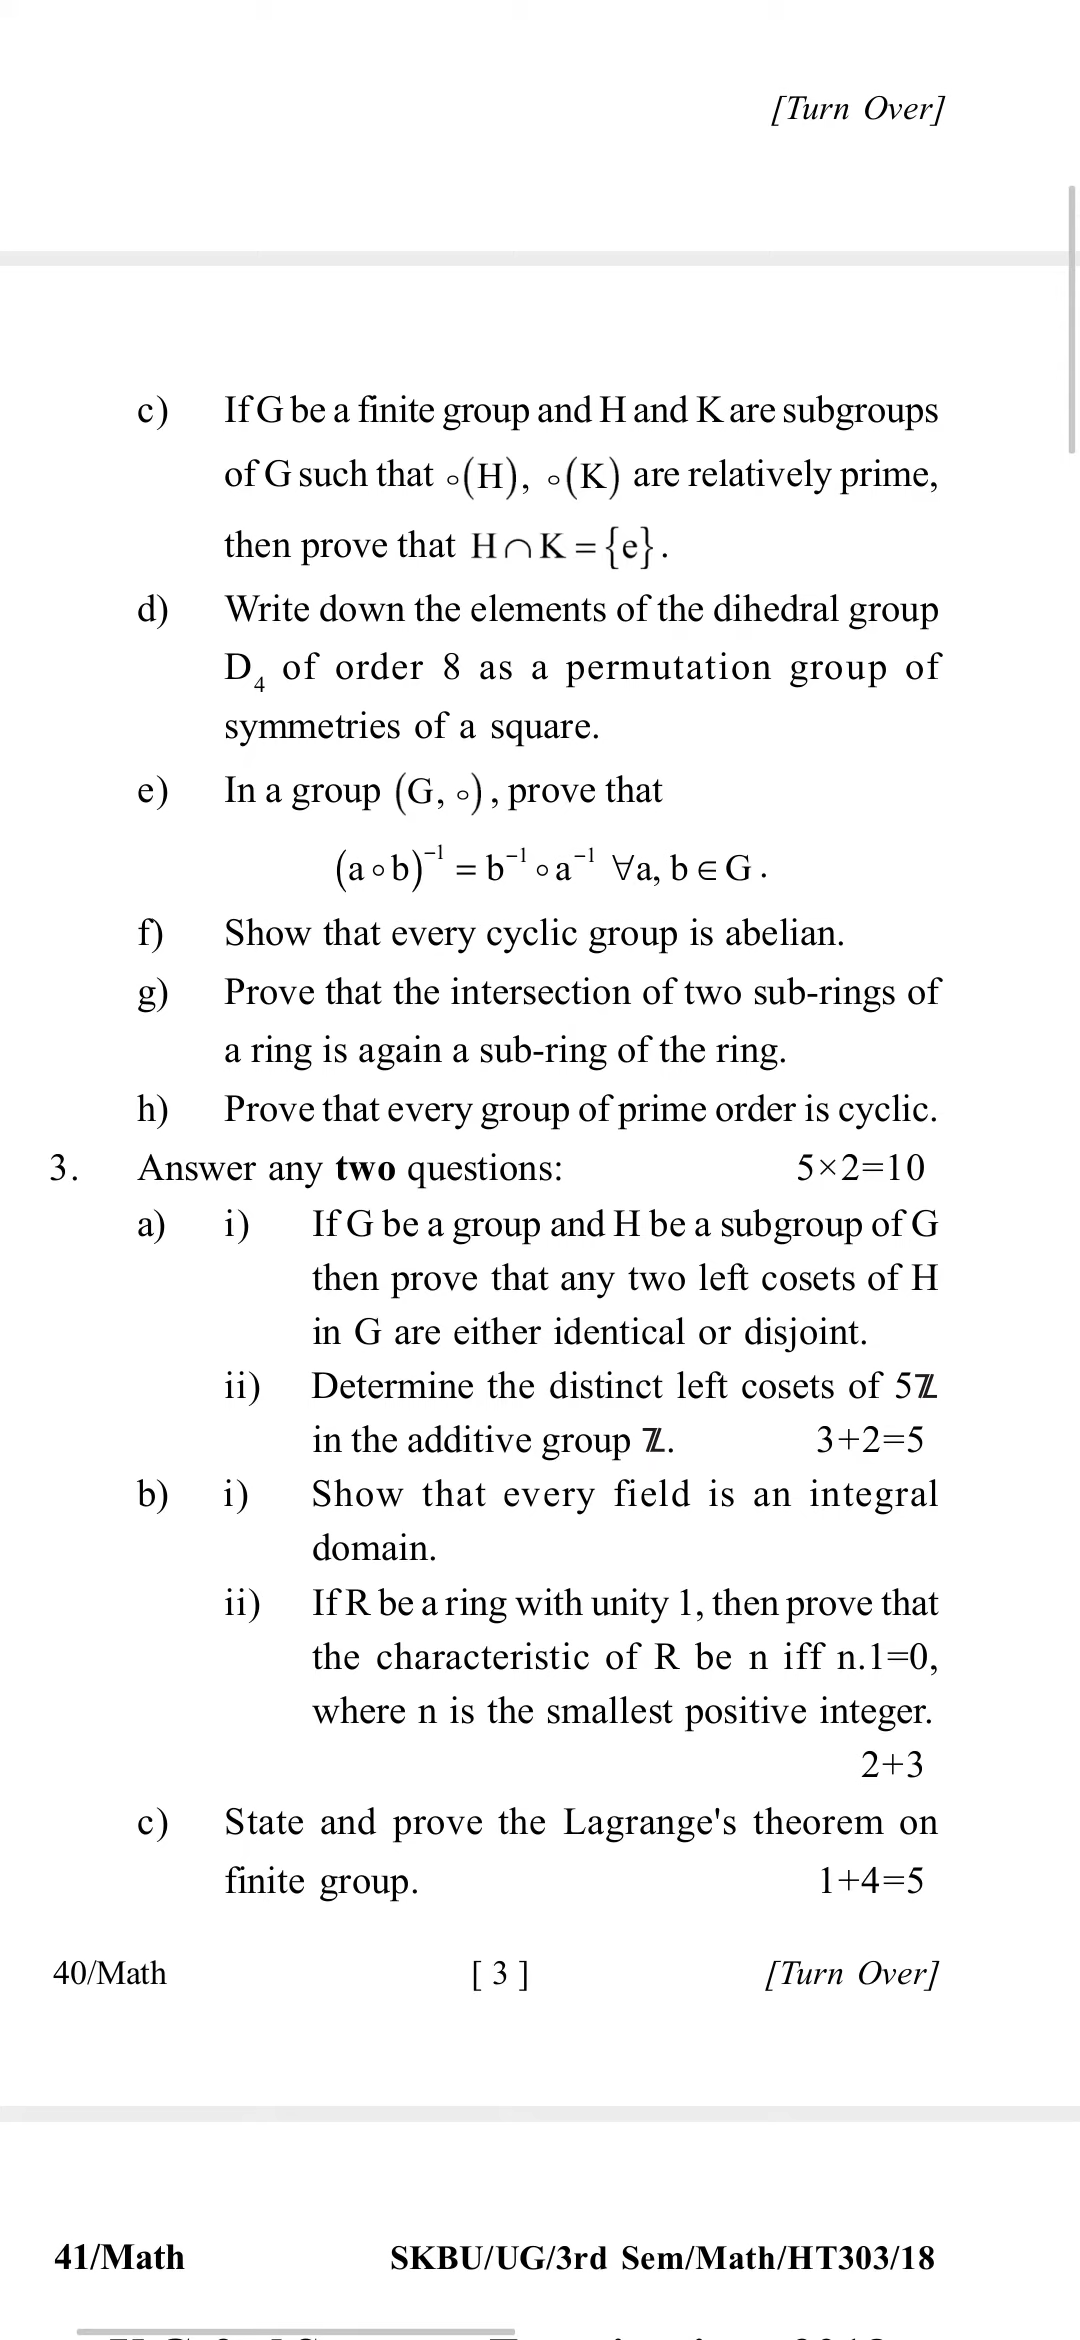 [Turn Over]
c) If G be a finite group and H and K are subgroups
of G such that ∘(H), ∘(K) are relatively prime,
then prove that H∩K={e}.
d) Write down the elements of the dihedral group
D₄ of order 8 as a permutation group of
symmetries of a square.
e) In a group (G, ∘), prove that
(a∘b)⁻¹ = b⁻¹∘a⁻¹ ∀a, b∈G.
f) Show that every cyclic group is abelian.
g) Prove that the intersection of two sub-rings of
a ring is again a sub-ring of the ring.
h) Prove that every group of prime order is cyclic.
3. Answer any two questions: 5×2=10
a) i) If G be a group and H be a subgroup of G
then prove that any two left cosets of H
in G are either identical or disjoint.
ii) Determine the distinct left cosets of 5ℤ
in the additive group ℤ. 3+2=5
b) i) Show that every field is an integral
domain.
ii) If R be a ring with unity 1, then prove that
the characteristic of R be n iff n.1=0,
where n is the smallest positive integer.
2+3
c) State and prove the Lagrange's theorem on
finite group. 1+4=5
40/Math [ 3 ] [Turn Over]
41/Math SKBU/UG/3rd Sem/Math/HT303/18